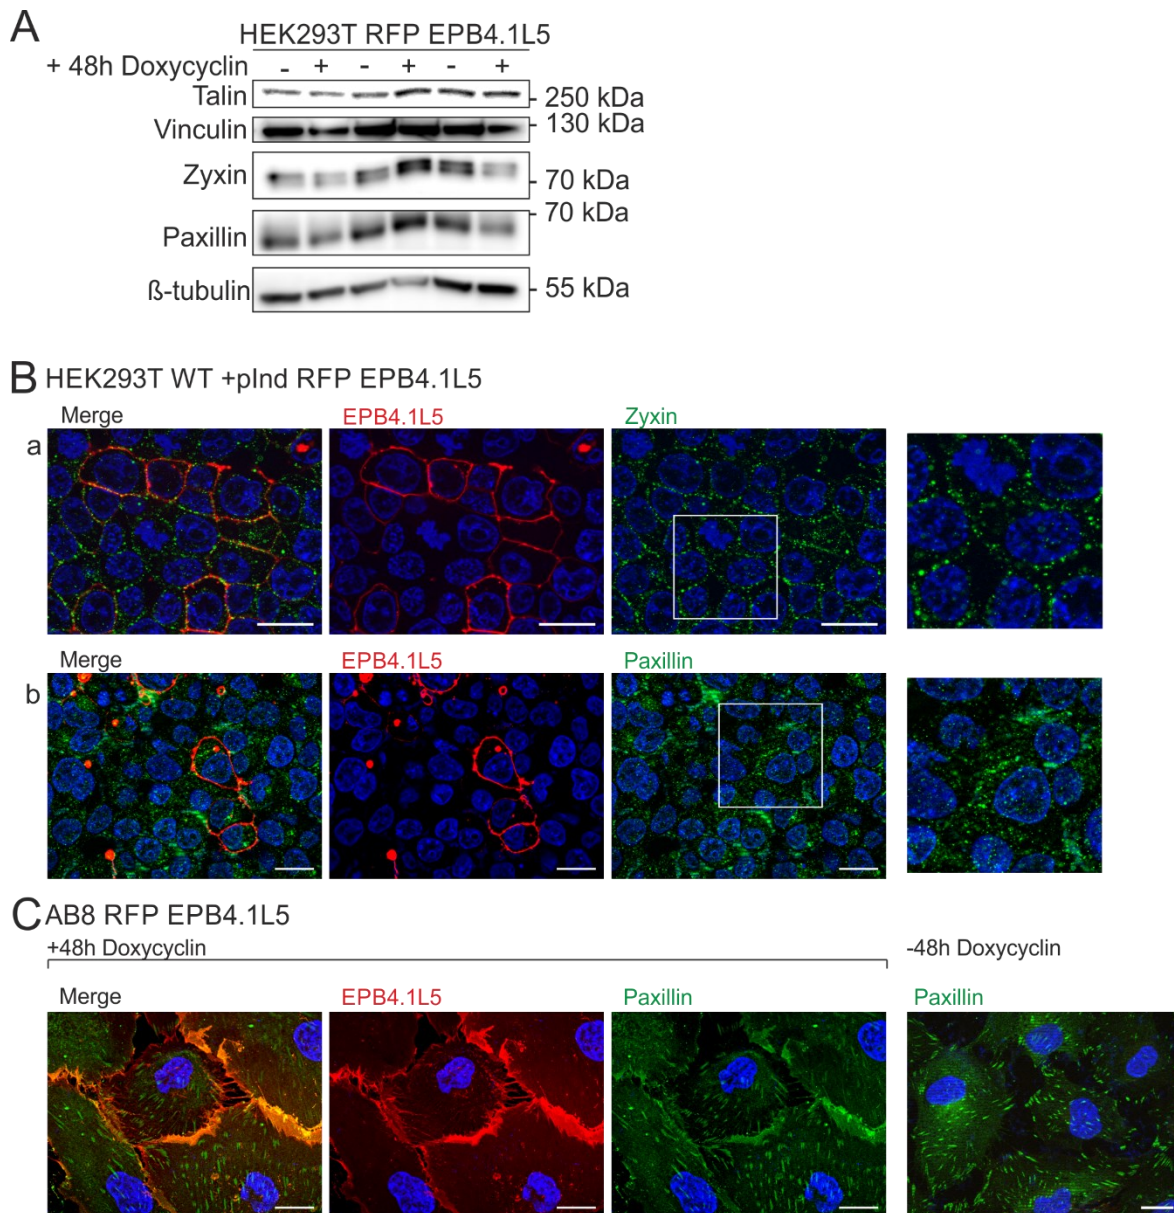 A
HEK293T RFP EPB4.1L5
+ 48h Doxycyclin - + - + - +
Talin 250 kDa
Vinculin 130 kDa
Zyxin 70 kDa
70 kDa
Paxillin
ß-tubulin 55 kDa
B HEK293T WT +pInd RFP EPB4.1L5
Merge EPB4.1L5 Zyxin
a
Merge EPB4.1L5 Paxillin
b
C AB8 RFP EPB4.1L5
+48h Doxycyclin -48h Doxycyclin
Merge EPB4.1L5 Paxillin Paxillin